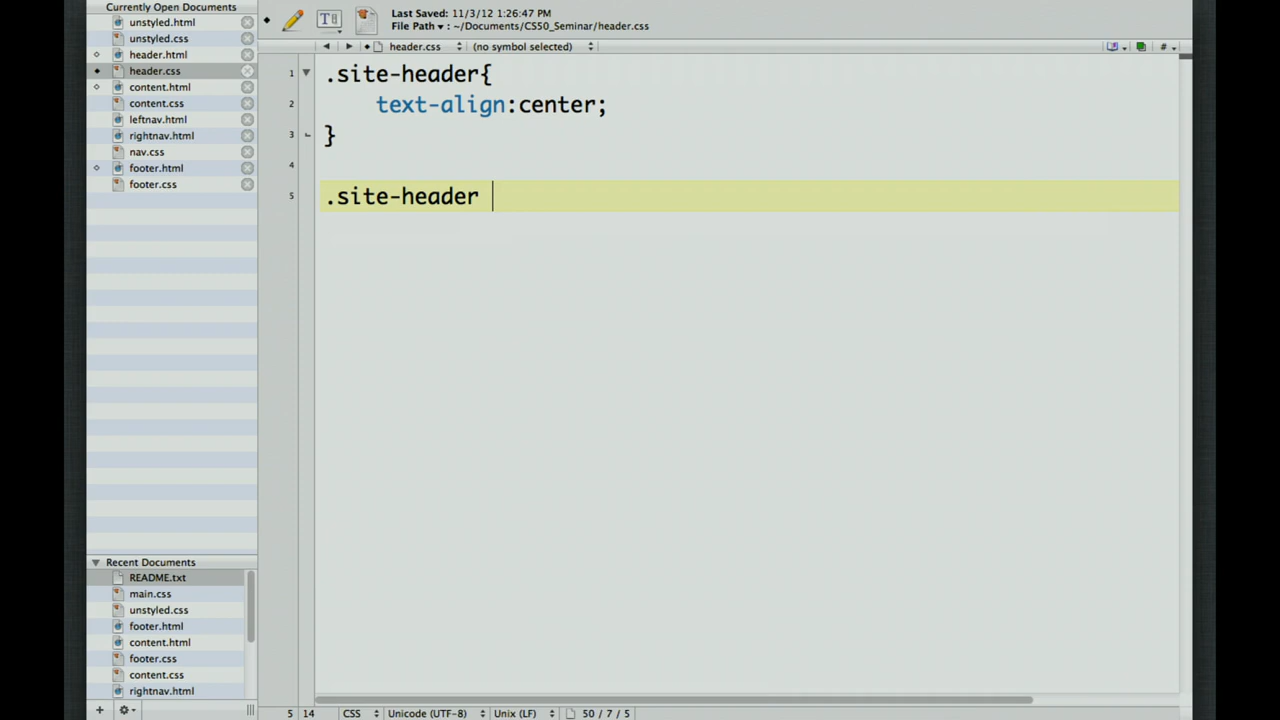 Currently Open Documents
unstyled.html
unstyled.css
header.html
header.css
content.html
content.css
leftnav.html
rightnav.html
nav.css
footer.html
footer.css
Recent Documents
README.txt
main.css
unstyled.css
footer.html
content.html
footer.css
content.css
rightnav.html
T
Last Saved: 11/3/12 1:26:47 PM
File Path ▾ : ~/Documents/CS50_Seminar/header.css
header.css
(no symbol selected)
#
1 .site-header{
2 text-align:center;
3 }
4
5 .site-header
5 14
CSS
Unicode (UTF-8)
Unix (LF)
50 / 7 / 5